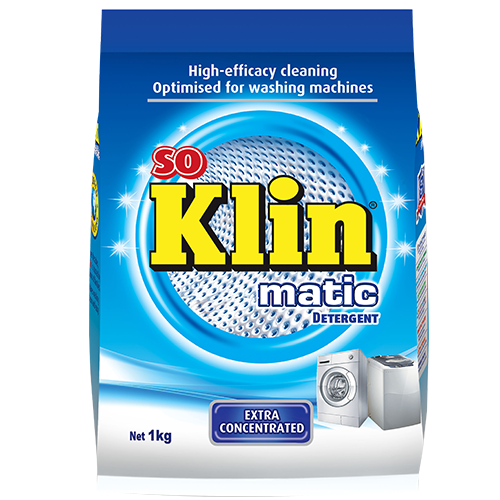 High-efficacy cleaning
Optimised for washing machines
SO
Klin®
matic
DETERGENT
EXTRA
CONCENTRATED
Net 1kg